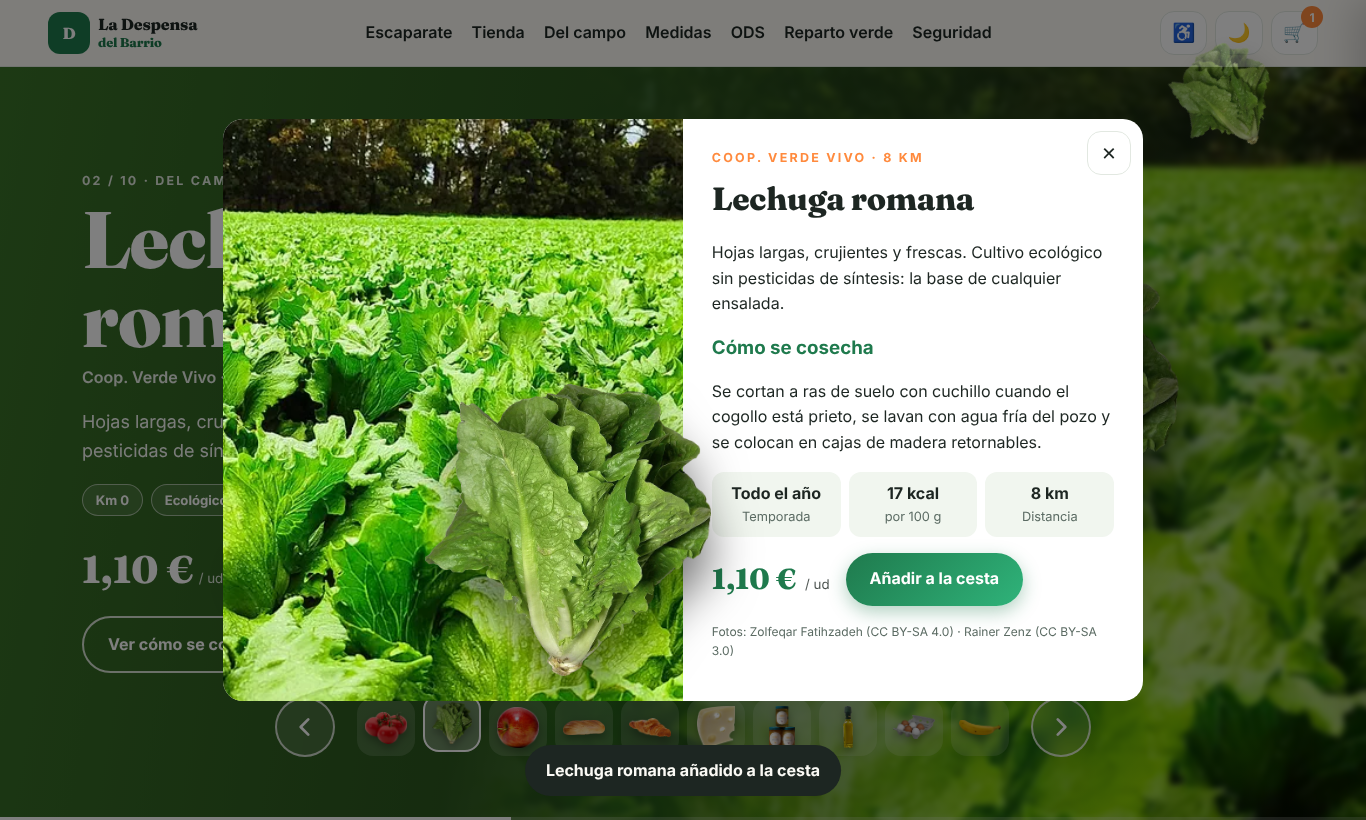 D
La Despensa
del Barrio
Escaparate
Tienda
Del campo
Medidas
ODS
Reparto verde
Seguridad
1
02 / 10 · DEL CAM
Lech
rom
Coop. Verde Vivo
Hojas largas, cru
pesticidas de sín
Km 0
Ecológico
1,10 € / ud
Ver cómo se co
COOP. VERDE VIVO · 8 KM
Lechuga romana
Hojas largas, crujientes y frescas. Cultivo ecológico
sin pesticidas de síntesis: la base de cualquier
ensalada.
Cómo se cosecha
Se cortan a ras de suelo con cuchillo cuando el
cogollo está prieto, se lavan con agua fría del pozo y
se colocan en cajas de madera retornables.
Todo el año
Temporada
17 kcal
por 100 g
8 km
Distancia
1,10 € / ud
Añadir a la cesta
Fotos: Zolfeqar Fatihzadeh (CC BY-SA 4.0) · Rainer Zenz (CC BY-SA
3.0)
Lechuga romana añadido a la cesta